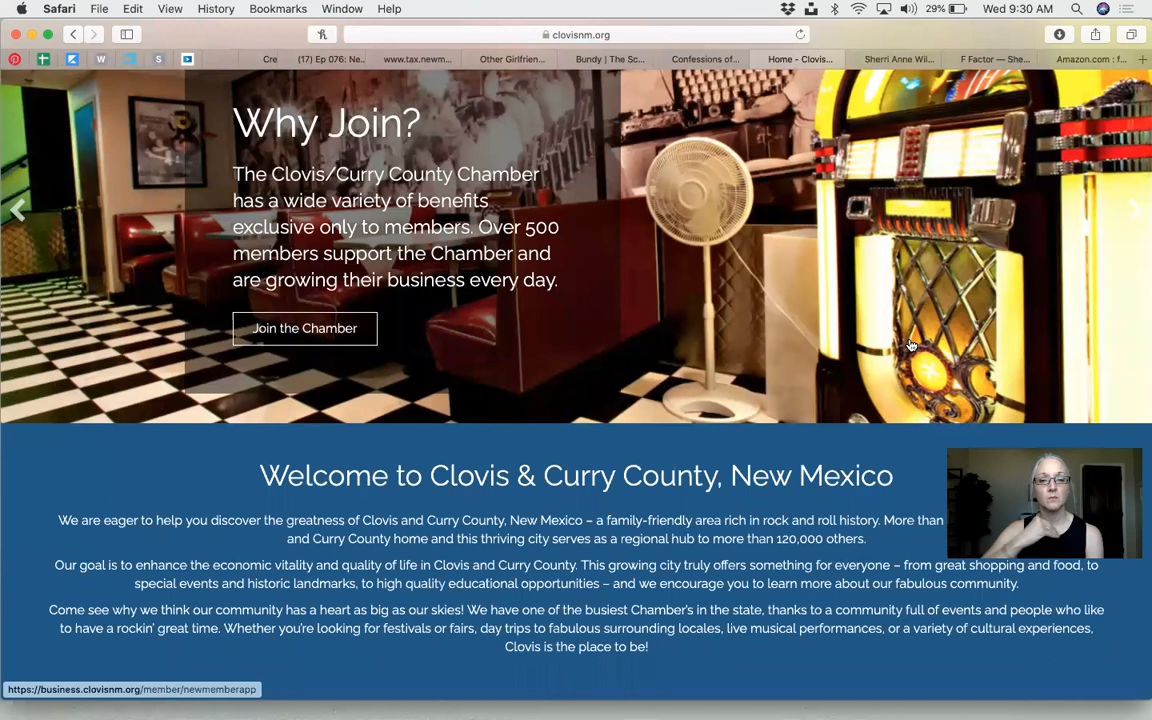 Safari File Edit View History Bookmarks Window Help 29% Wed 9:30 AM
clovisnm.org
W S Cre (17) Ep 076: Ne... www.tax.newm... Other Girlfrien... Bundy | The Sc... Confessions of... Home - Clovis... Sherri Anne Wil... F Factor — She... Amazon.com : f...
Why Join?
The Clovis/Curry County Chamber
has a wide variety of benefits
exclusive only to members. Over 500
members support the Chamber and
are growing their business every day.
Join the Chamber
Welcome to Clovis & Curry County, New Mexico
We are eager to help you discover the greatness of Clovis and Curry County, New Mexico – a family-friendly area rich in rock and roll history. More than
and Curry County home and this thriving city serves as a regional hub to more than 120,000 others.
Our goal is to enhance the economic vitality and quality of life in Clovis and Curry County. This growing city truly offers something for everyone – from great shopping and food, to
special events and historic landmarks, to high quality educational opportunities – and we encourage you to learn more about our fabulous community.
Come see why we think our community has a heart as big as our skies! We have one of the busiest Chamber's in the state, thanks to a community full of events and people who like
to have a rockin' great time. Whether you're looking for festivals or fairs, day trips to fabulous surrounding locales, live musical performances, or a variety of cultural experiences,
Clovis is the place to be!
https://business.clovisnm.org/member/newmemberapp